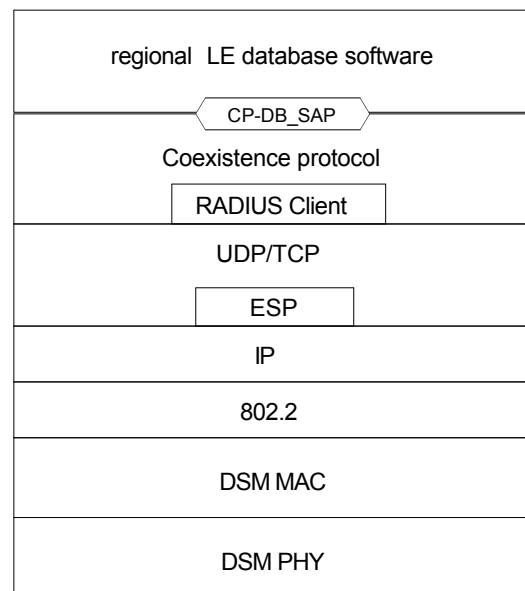 regional LE database software
CP-DB_SAP
Coexistence protocol
RADIUS Client
UDP/TCP
ESP
IP
802.2
DSM MAC
DSM PHY